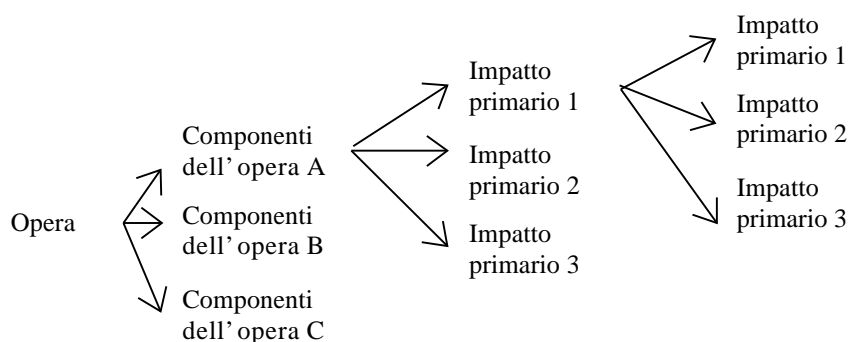 Opera
Componenti
dell'opera A
Componenti
dell'opera B
Componenti
dell'opera C
Impatto
primario 1
Impatto
primario 2
Impatto
primario 3
Impatto
primario 1
Impatto
primario 2
Impatto
primario 3